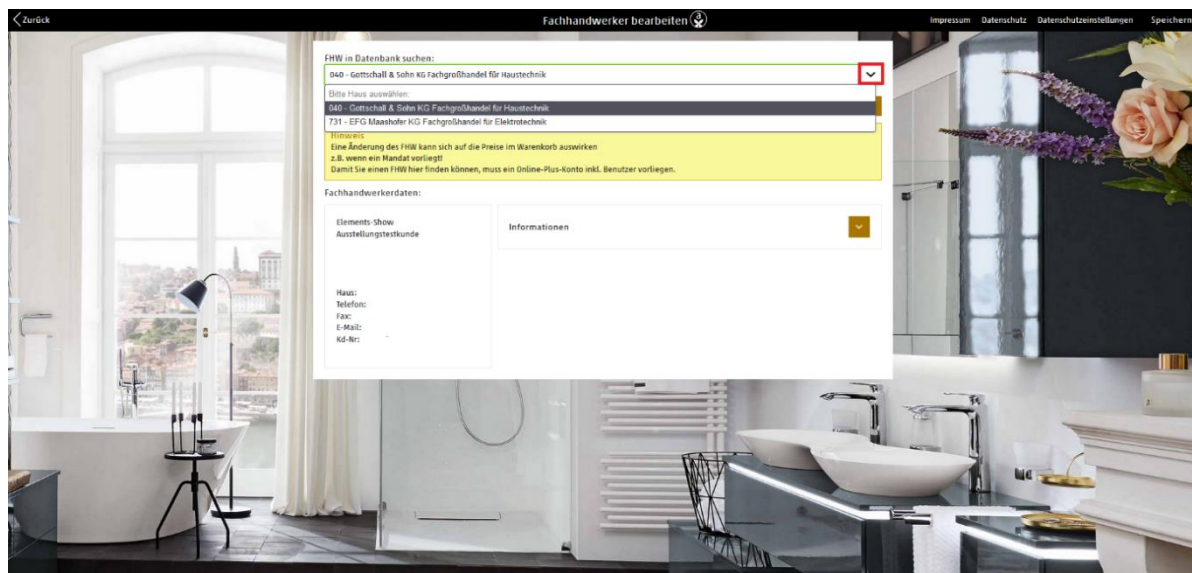 Zurück
Fachhandwerker bearbeiten
Impressum Datenschutz Datenschutzeinstellungen Speichern
FHW in Datenbank suchen:
040 - Gottschall & Sohn KG Fachgroßhandel für Haustechnik
Bitte Haus auswählen:
040 - Gottschall & Sohn KG Fachgroßhandel für Haustechnik
731 - EFG Maashofer KG Fachgroßhandel für Elektrotechnik
Hinweis
Eine Änderung des FHW kann sich auf die Preise im Warenkorb auswirken
z.B. wenn ein Mandat vorliegt!
Damit Sie einen FHW hier finden können, muss ein Online-Plus-Konto inkl. Benutzer vorliegen.
Fachhandwerkerdaten:
Elements-Show
Ausstellungstestkunde
Informationen
Haus:
Telefon:
Fax:
E-Mail:
Kd-Nr: